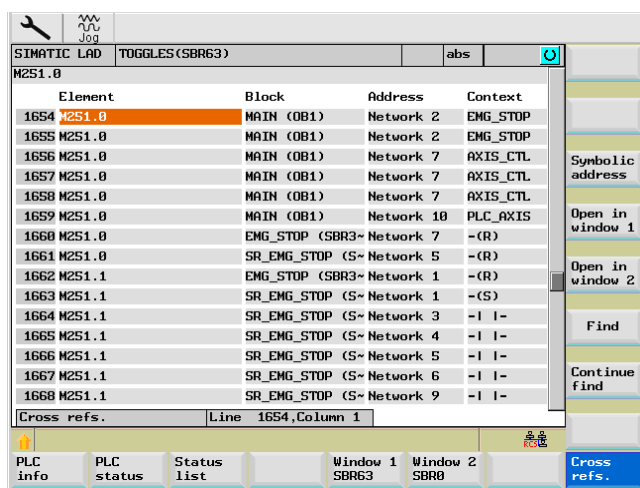 Jog
SIMATIC LAD TOGGLES(SBR63) abs
M251.0
Element Block Address Context
1654 M251.0 MAIN (OB1) Network 2 EMG_STOP
1655 M251.0 MAIN (OB1) Network 2 EMG_STOP
1656 M251.0 MAIN (OB1) Network 7 AXIS_CTL
1657 M251.0 MAIN (OB1) Network 7 AXIS_CTL
1658 M251.0 MAIN (OB1) Network 7 AXIS_CTL
1659 M251.0 MAIN (OB1) Network 10 PLC_AXIS
1660 M251.0 EMG_STOP (SBR3~ Network 7 -(R)
1661 M251.0 SR_EMG_STOP (S~ Network 5 -(R)
1662 M251.1 EMG_STOP (SBR3~ Network 1 -(R)
1663 M251.1 SR_EMG_STOP (S~ Network 1 -(S)
1664 M251.1 SR_EMG_STOP (S~ Network 3 -| |-
1665 M251.1 SR_EMG_STOP (S~ Network 4 -| |-
1666 M251.1 SR_EMG_STOP (S~ Network 5 -| |-
1667 M251.1 SR_EMG_STOP (S~ Network 6 -| |-
1668 M251.1 SR_EMG_STOP (S~ Network 9 -| |-
Cross refs. Line 1654,Column 1
Symbolic
address
Open in
window 1
Open in
window 2
Find
Continue
find
RCS
PLC
info
PLC
status
Status
list
Window 1
SBR63
Window 2
SBR0
Cross
refs.